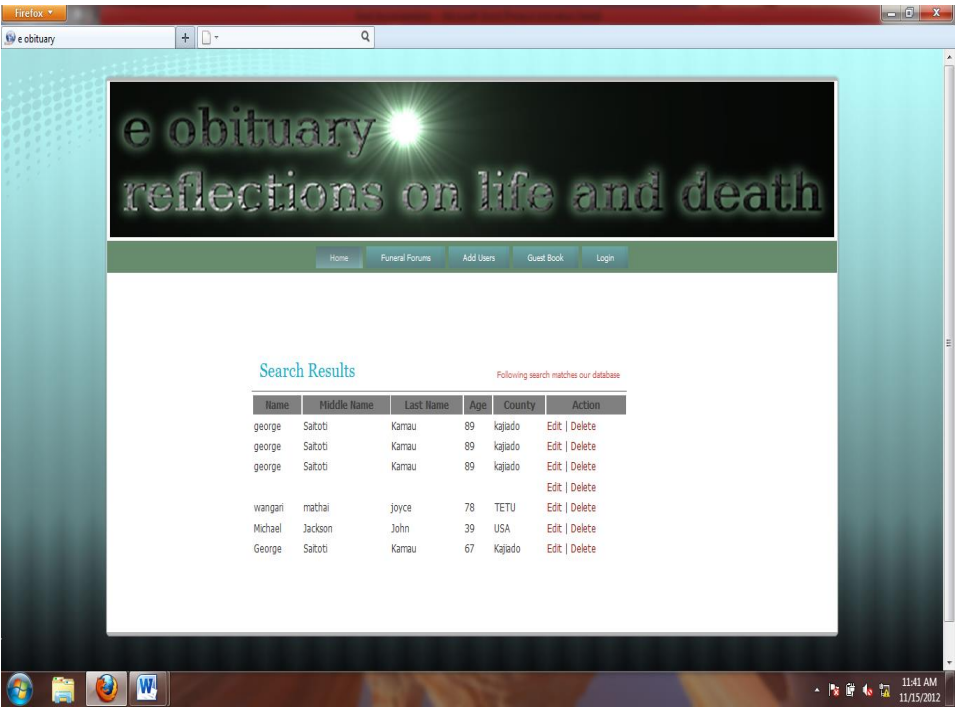 Firefox
e obituary
e obituary
reflections on life and death
Home Funeral Forums Add Users Guest Book Login
Search Results
Following search matches our database
Name Middle Name Last Name Age County Action
george Saitoti Kamau 89 kajiado Edit | Delete
george Saitoti Kamau 89 kajiado Edit | Delete
george Saitoti Kamau 89 kajiado Edit | Delete
Edit | Delete
wangari mathai joyce 78 TETU Edit | Delete
Michael Jackson John 39 USA Edit | Delete
George Saitoti Kamau 67 Kajiado Edit | Delete
11:41 AM
11/15/2012